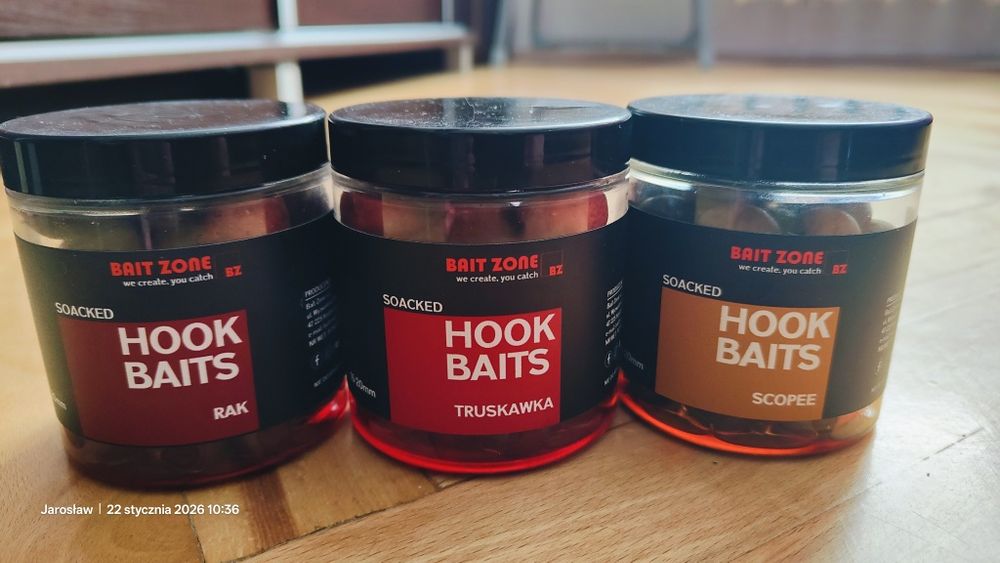 BAIT ZONE BZ
we create, you catch
SOACKED
HOOK
BAITS
RAK
BAIT ZONE BZ
we create, you catch
SOACKED
HOOK
BAITS
TRUSKAWKA
BAIT ZONE BZ
we create, you catch
SOACKED
HOOK
BAITS
SCOPEE
Jarosław | 22 stycznia 2026 10:36